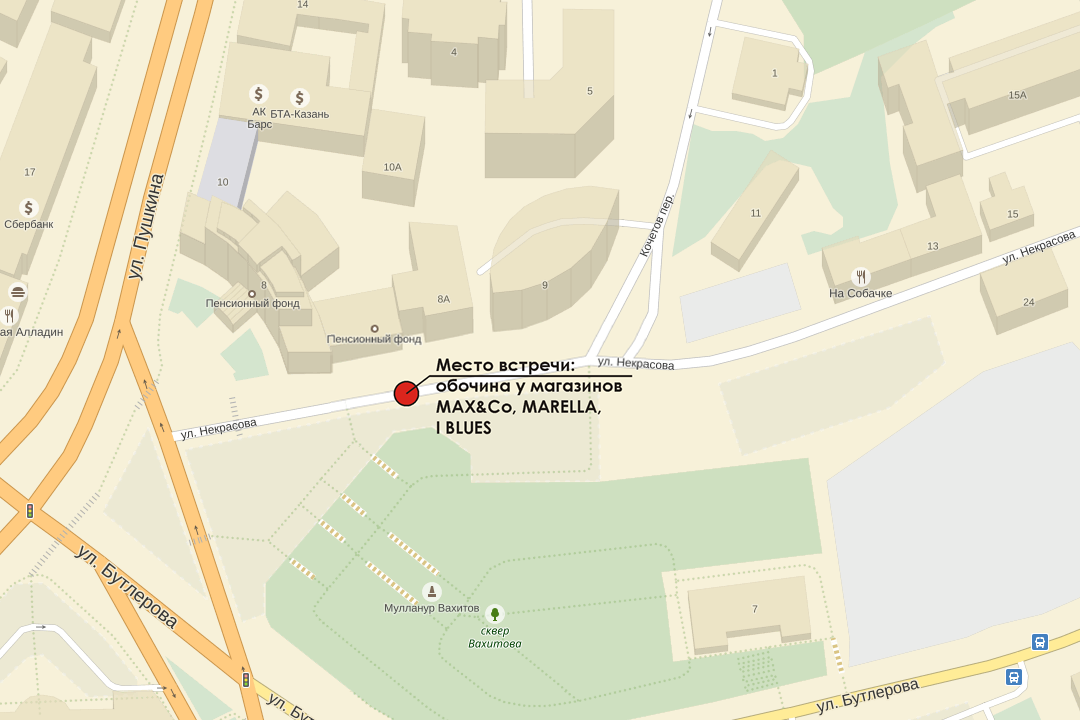 14
4
5
1
15А
АК
Барс
БТА-Казань
10А
10
17
Сбербанк
ул. Пушкина
Кочетов пер.
11
15
13
ул. Некрасова
На Собачке
24
8
Пенсионный фонд
8А
9
ая Алладин
Пенсионный фонд
ул. Некрасова
Место встречи:
обочина у магазинов
MAX&Co, MARELLA,
I BLUES
ул. Некрасова
ул. Бутлерова
Мулланур Вахитов
сквер
Вахитова
7
ул. Бутлерова
ул. Бу